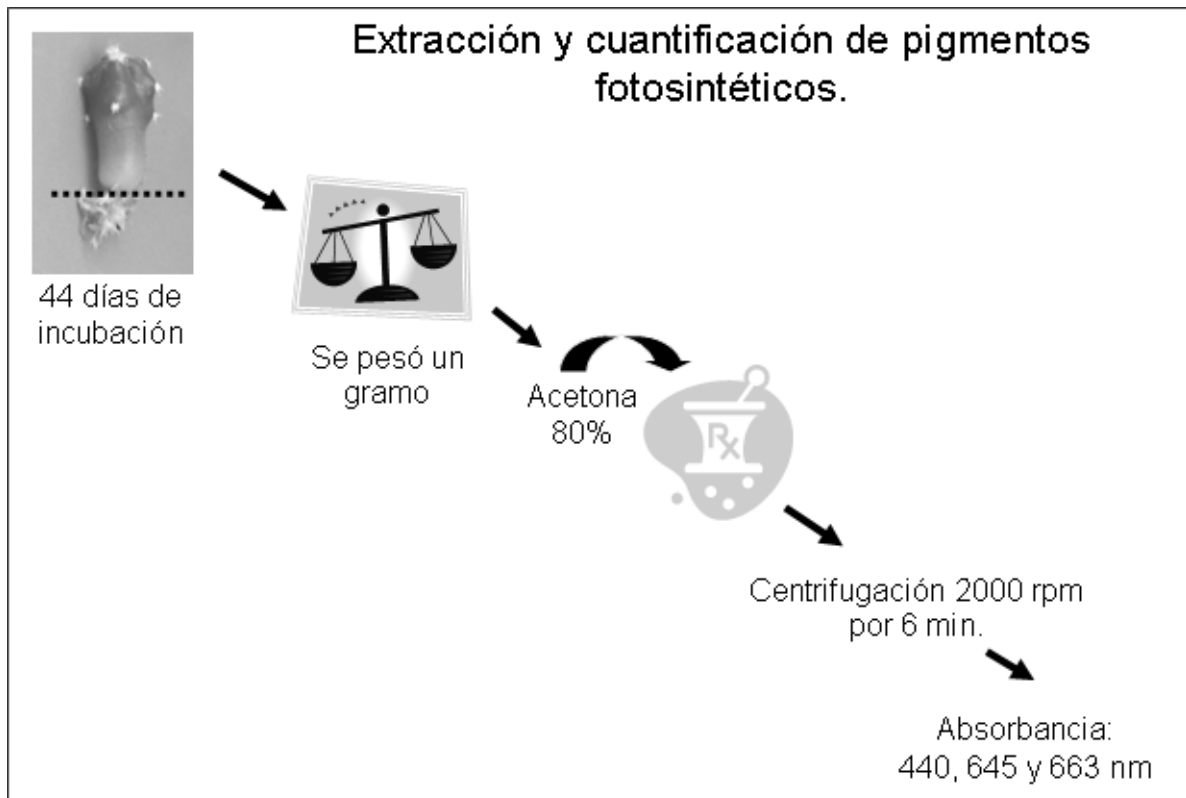 Extracción y cuantificación de pigmentos
fotosintéticos.
44 días de
incubación
Se pesó un
gramo
Acetona
80%
Rx
Centrifugación 2000 rpm
por 6 min.
Absorbancia:
440, 645 y 663 nm